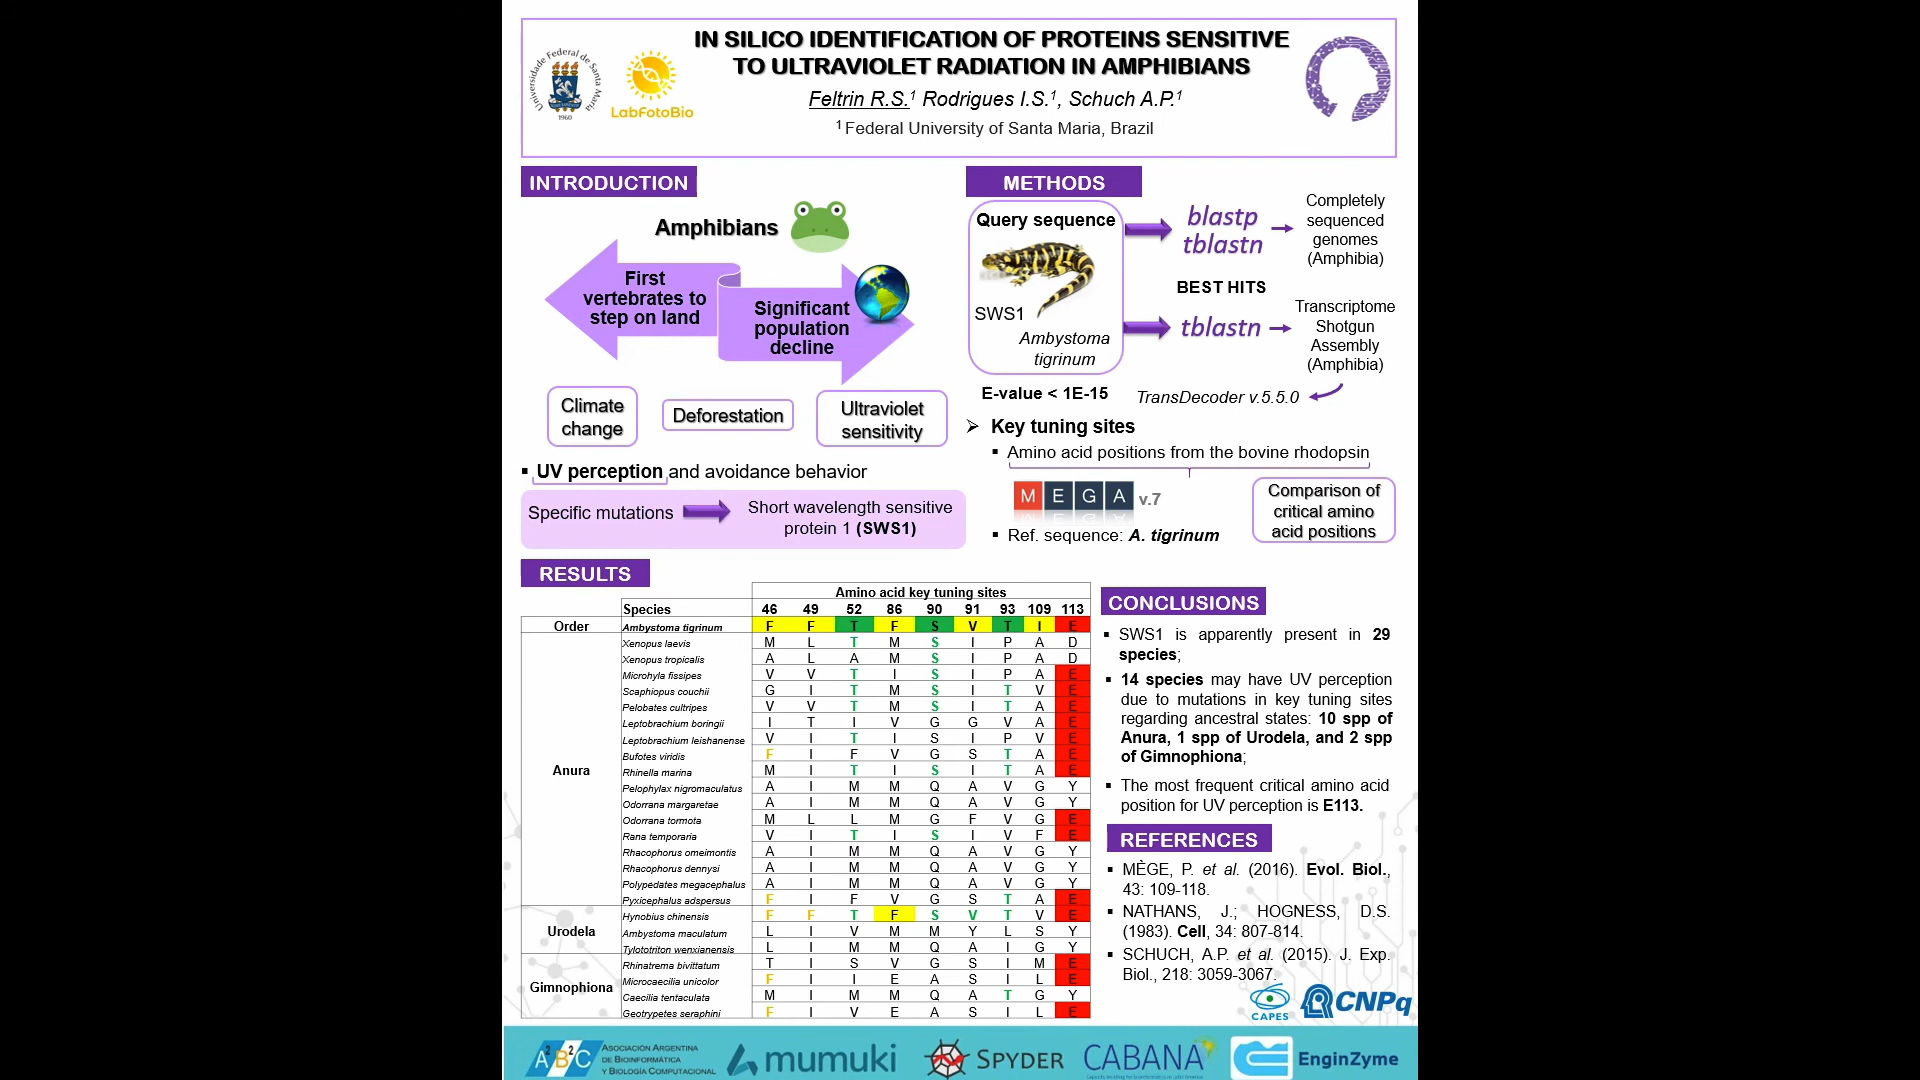 IN SILICO IDENTIFICATION OF PROTEINS SENSITIVE
TO ULTRAVIOLET RADIATION IN AMPHIBIANS
Feltrin R.S.¹ Rodrigues I.S.¹, Schuch A.P.¹
¹ Federal University of Santa Maria, Brazil
Universidade Federal de Santa Maria
1960
LabFotoBio
INTRODUCTION
Amphibians
First
vertebrates to
step on land
Significant
population
decline
Climate
change
Deforestation
Ultraviolet
sensitivity
▪ UV perception and avoidance behavior
Specific mutations
Short wavelength sensitive
protein 1 (SWS1)
METHODS
Query sequence
SWS1
Ambystoma
tigrinum
blastp
tblastn
Completely
sequenced
genomes
(Amphibia)
BEST HITS
tblastn
Transcriptome
Shotgun
Assembly
(Amphibia)
E-value < 1E-15
TransDecoder v.5.5.0
➢ Key tuning sites
▪ Amino acid positions from the bovine rhodopsin
MEGA v.7
▪ Ref. sequence: A. tigrinum
Comparison of
critical amino
acid positions
RESULTS
Amino acid key tuning sites
Species 46 49 52 86 90 91 93 109 113
Order Ambystoma tigrinum F F T F S V T I E
Anura
Xenopus laevis M L T M S I P A D
Xenopus tropicalis A L A M S I P A D
Microhyla fissipes V V T I S I P A E
Scaphiopus couchii G I T M S I T V E
Pelobates cultripes V V T M S I T A E
Leptobrachium boringii I T I V G G V A E
Leptobrachium leishanense V I T I S I P V E
Bufotes viridis F I F V G S T A E
Rhinella marina M I T I S I T A E
Pelophylax nigromaculatus A I M M Q A V G Y
Odorrana margaretae A I M M Q A V G Y
Odorrana tormota M L L M G F V G E
Rana temporaria V I T I S I V F E
Rhacophorus omeimontis A I M M Q A V G Y
Rhacophorus dennysi A I M M Q A V G Y
Polypedates megacephalus A I M M Q A V G Y
Pyxicephalus adspersus F I F V G S T A E
Urodela
Hynobius chinensis F F T F S V T V E
Ambystoma maculatum L I V M M Y L S Y
Tylototriton wenxianensis L I M M Q A I G Y
Gimnophiona
Rhinatrema bivittatum T I S V G S I M E
Microcaecilia unicolor F I I E A S I L E
Caecilia tentaculata M I M M Q A T G Y
Geotrypetes seraphini F I V E A S I L E
CONCLUSIONS
▪ SWS1 is apparently present in 29
species;
▪ 14 species may have UV perception
due to mutations in key tuning sites
regarding ancestral states: 10 spp of
Anura, 1 spp of Urodela, and 2 spp
of Gimnophiona;
▪ The most frequent critical amino acid
position for UV perception is E113.
REFERENCES
▪ MÈGE, P. et al. (2016). Evol. Biol.,
43: 109-118.
▪ NATHANS, J.; HOGNESS, D.S.
(1983). Cell, 34: 807-814.
▪ SCHUCH, A.P. et al. (2015). J. Exp.
Biol., 218: 3059-3067.
CAPES
CNPq
A²B²C
ASOCIACIÓN ARGENTINA
DE BIOINFORMÁTICA
Y BIOLOGÍA COMPUTACIONAL
mumuki
SPYDER
CABANA
EnginZyme